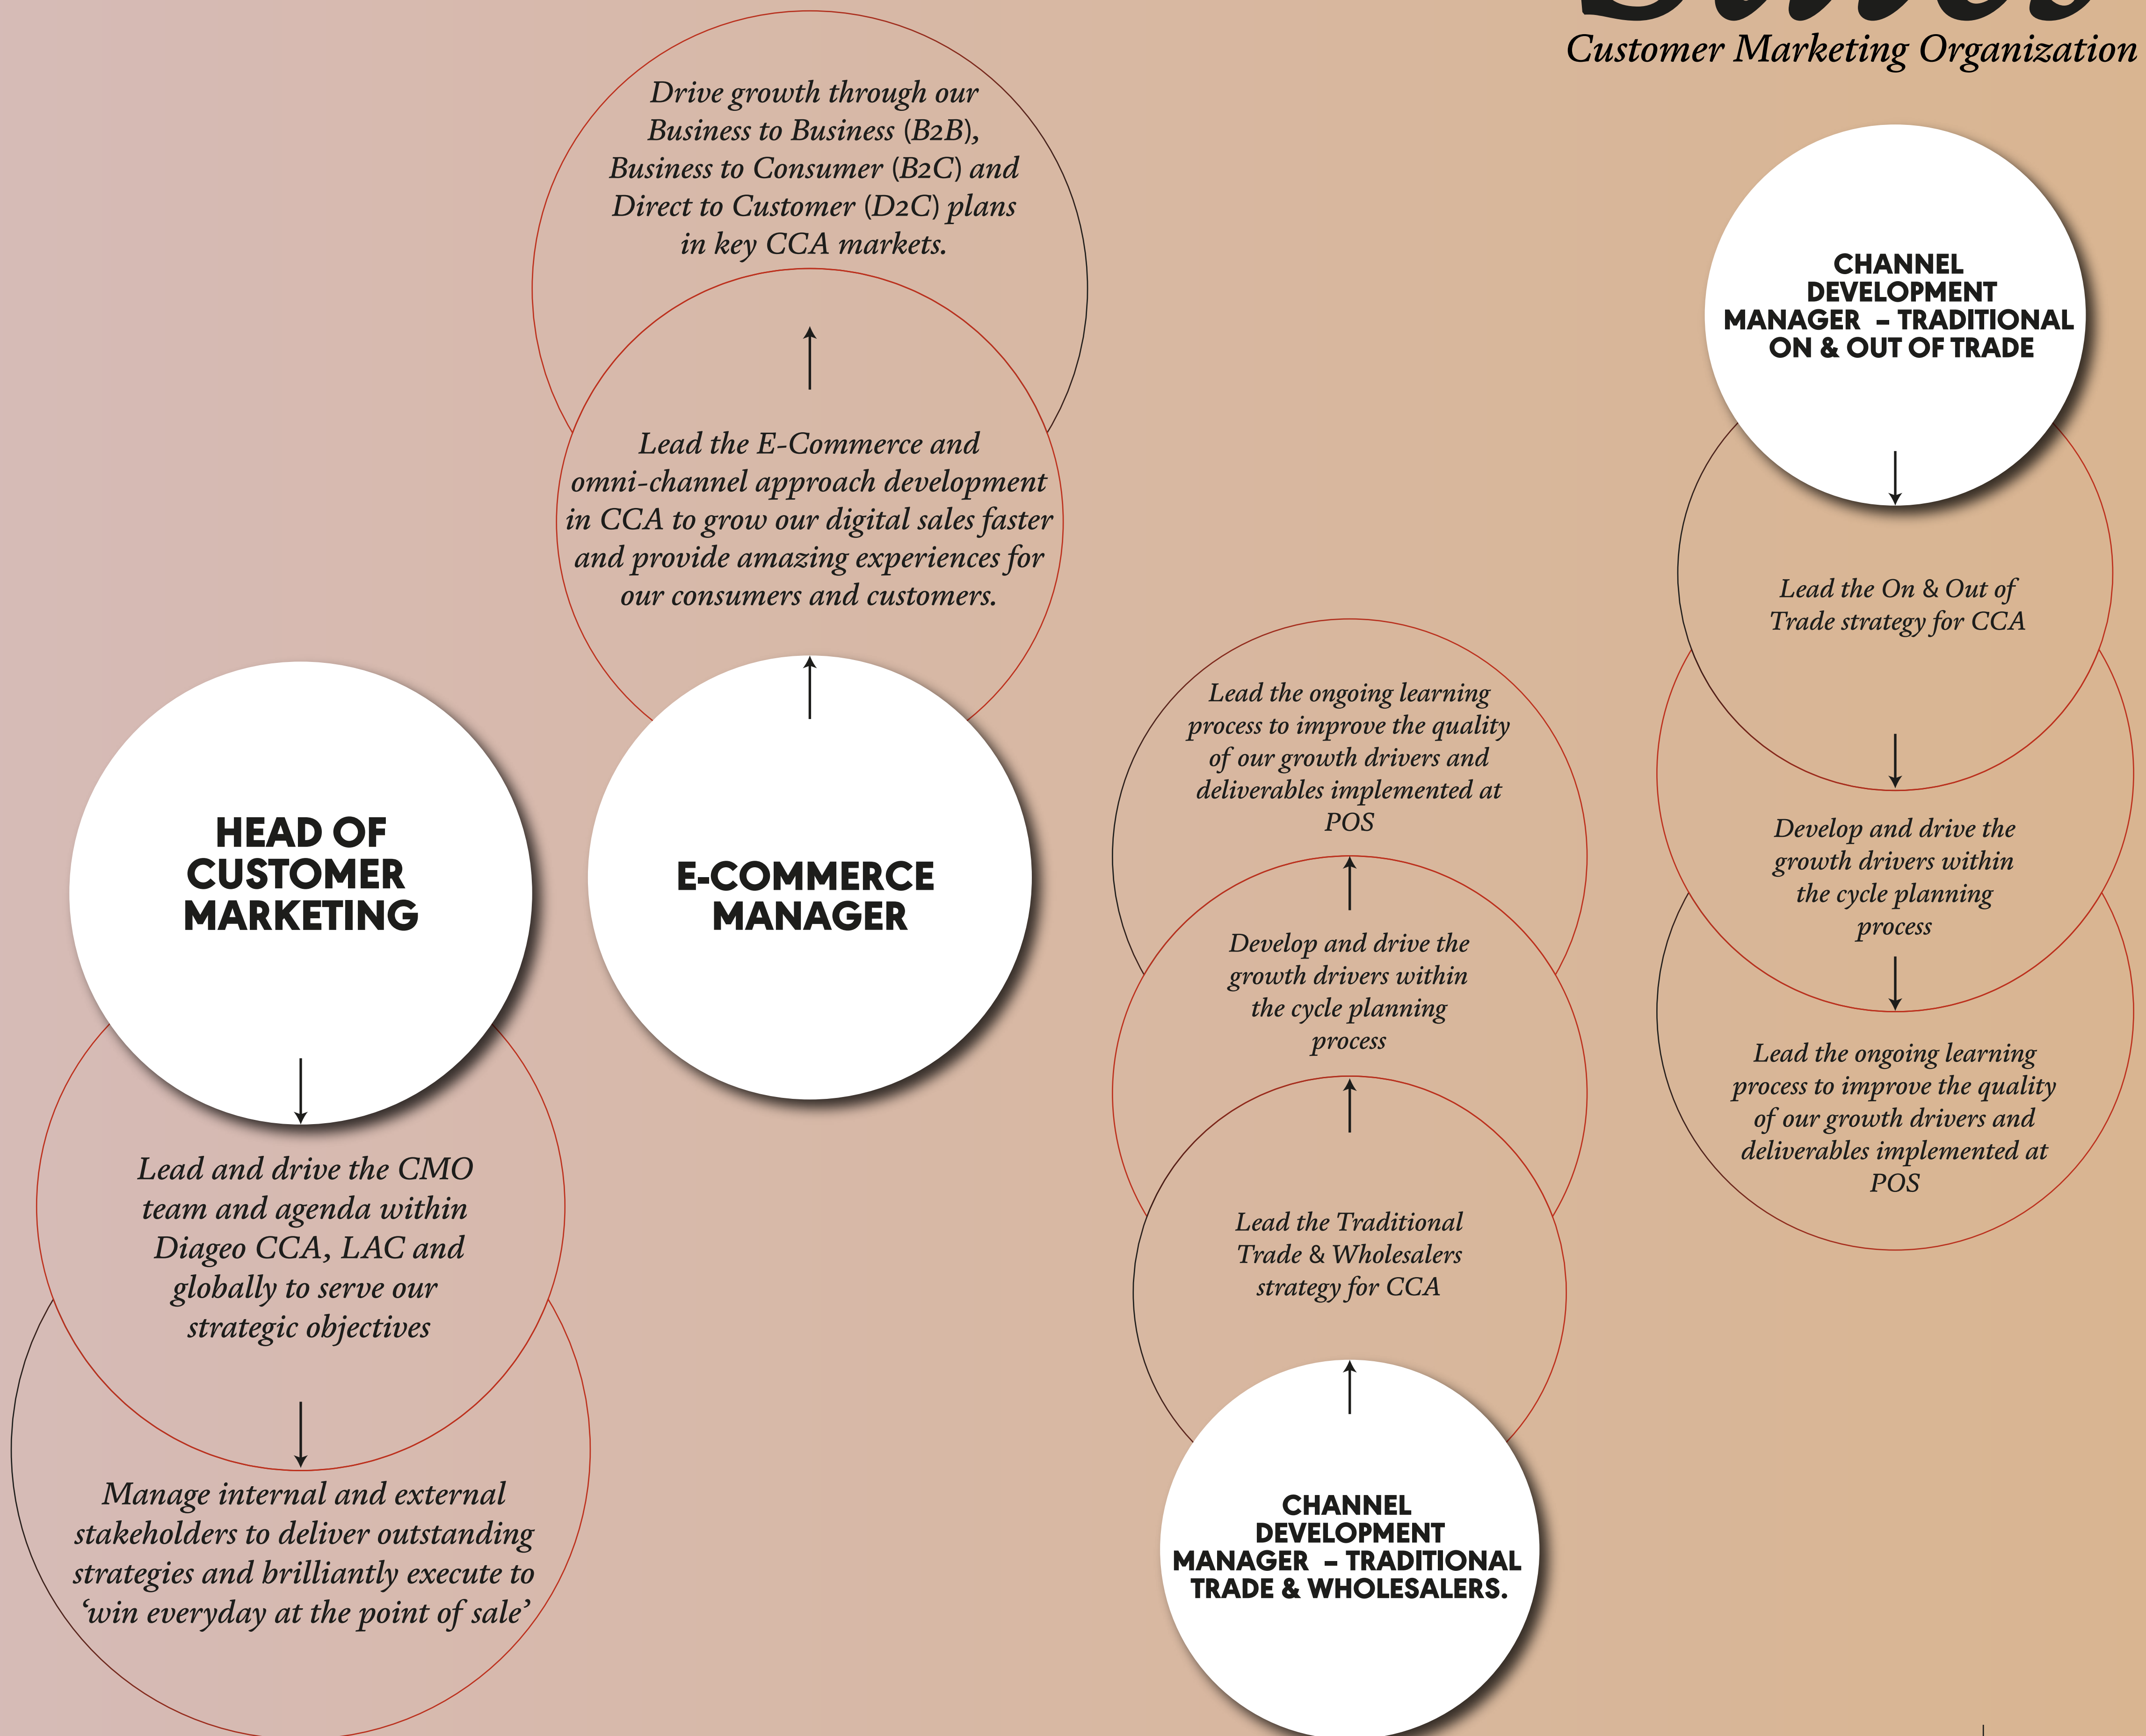 Customer Marketing Organization
Drive growth through our
Business to Business (B2B),
Business to Consumer (B2C) and
Direct to Customer (D2C) plans
in key CCA markets.
Lead the E-Commerce and
omni-channel approach development
in CCA to grow our digital sales faster
and provide amazing experiences for
our consumers and customers.
E-COMMERCE
MANAGER
HEAD OF
CUSTOMER
MARKETING
Lead and drive the CMO
team and agenda within
Diageo CCA, LAC and
globally to serve our
strategic objectives
Manage internal and external
stakeholders to deliver outstanding
strategies and brilliantly execute to
‘win everyday at the point of sale’
Lead the ongoing learning
process to improve the quality
of our growth drivers and
deliverables implemented at
POS
Develop and drive the
growth drivers within
the cycle planning
process
Lead the Traditional
Trade & Wholesalers
strategy for CCA
CHANNEL
DEVELOPMENT
MANAGER – TRADITIONAL
TRADE & WHOLESALERS.
CHANNEL
DEVELOPMENT
MANAGER – TRADITIONAL
ON & OUT OF TRADE
Lead the On & Out of
Trade strategy for CCA
Develop and drive the
growth drivers within
the cycle planning
process
Lead the ongoing learning
process to improve the quality
of our growth drivers and
deliverables implemented at
POS